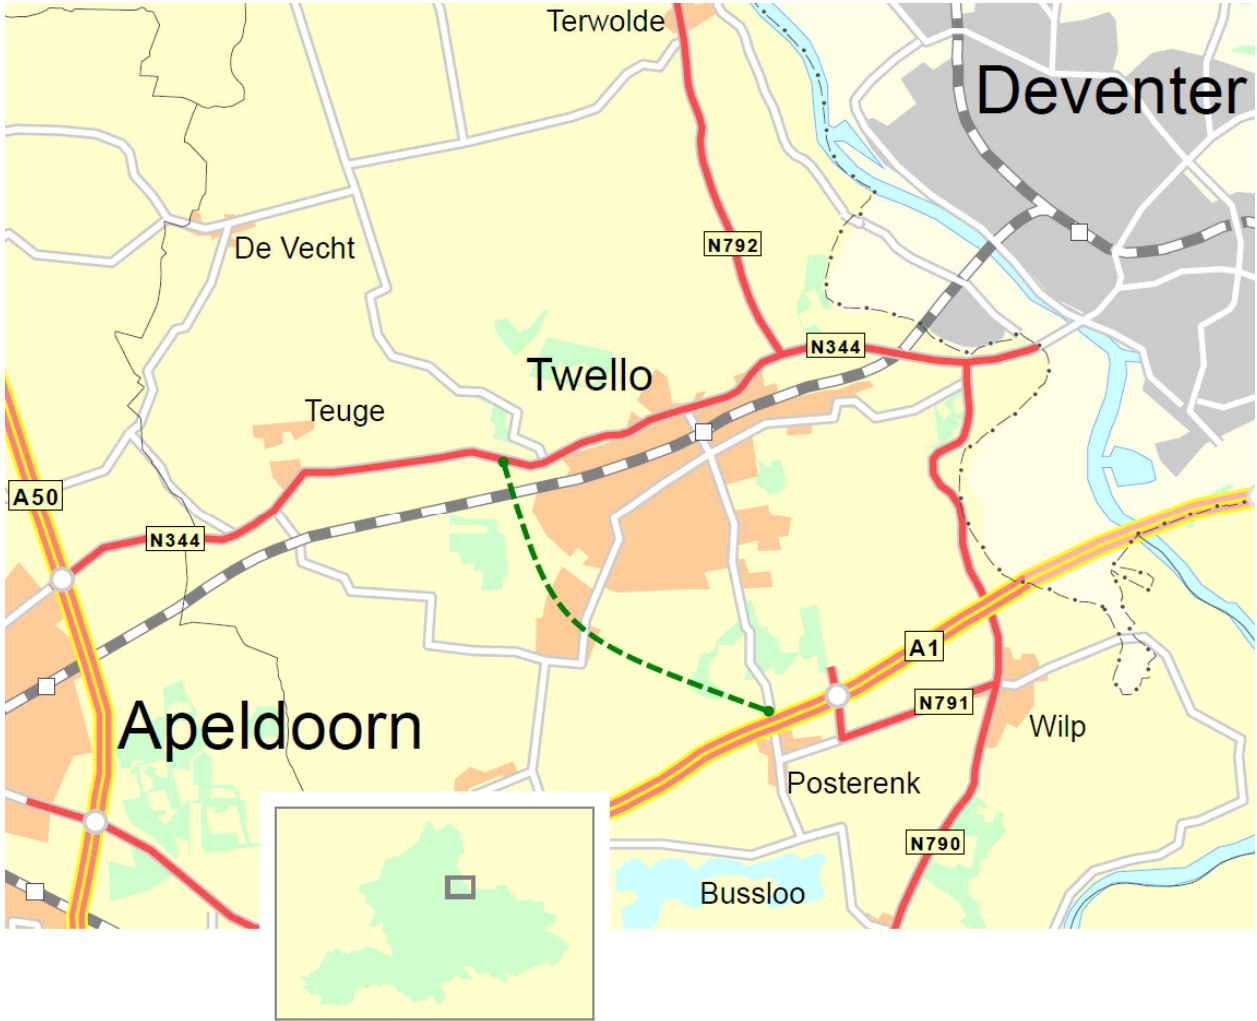 Terwolde
Deventer
De Vecht
N792
N344
Twello
Teuge
A50
N344
A1
N791
Wilp
Apeldoorn
Posterenk
N790
Bussloo